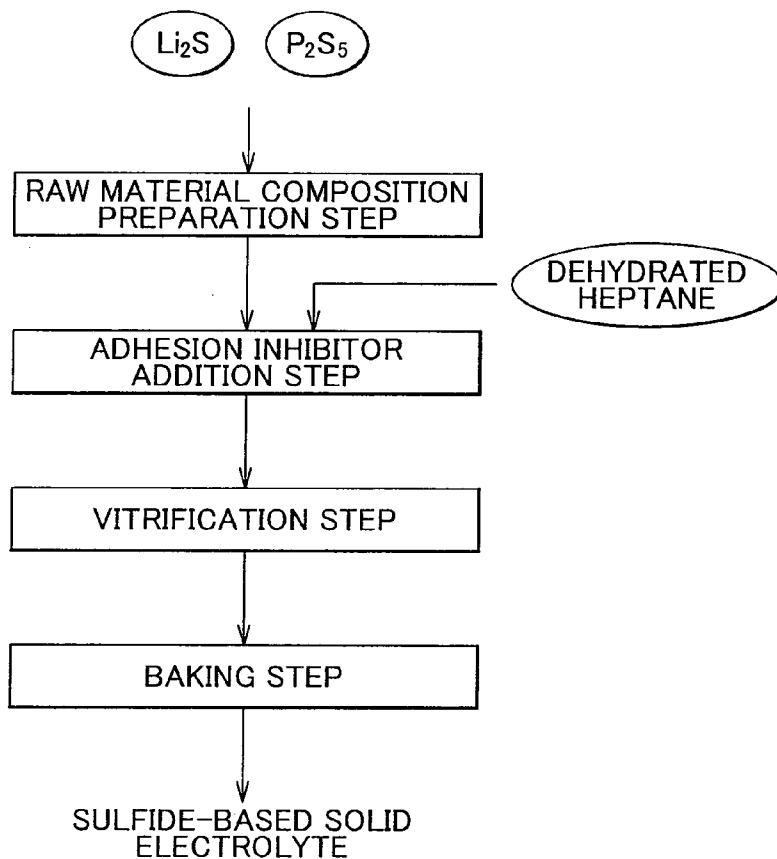 Li₂S P₂S₅
RAW MATERIAL COMPOSITION
PREPARATION STEP
DEHYDRATED
HEPTANE
ADHESION INHIBITOR
ADDITION STEP
VITRIFICATION STEP
BAKING STEP
SULFIDE-BASED SOLID
ELECTROLYTE